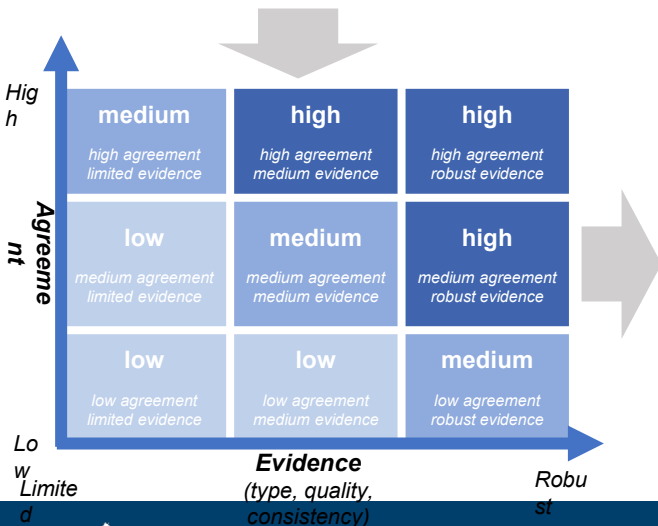 Hig
h
medium
high agreement
limited evidence
high
high agreement
medium evidence
high
high agreement
robust evidence
Agreeme
nt
low
medium agreement
limited evidence
medium
medium agreement
medium evidence
high
medium agreement
robust evidence
low
low agreement
limited evidence
low
low agreement
medium evidence
medium
low agreement
robust evidence
Lo
w
Limite
d
Evidence
(type, quality,
consistency)
Robu
st